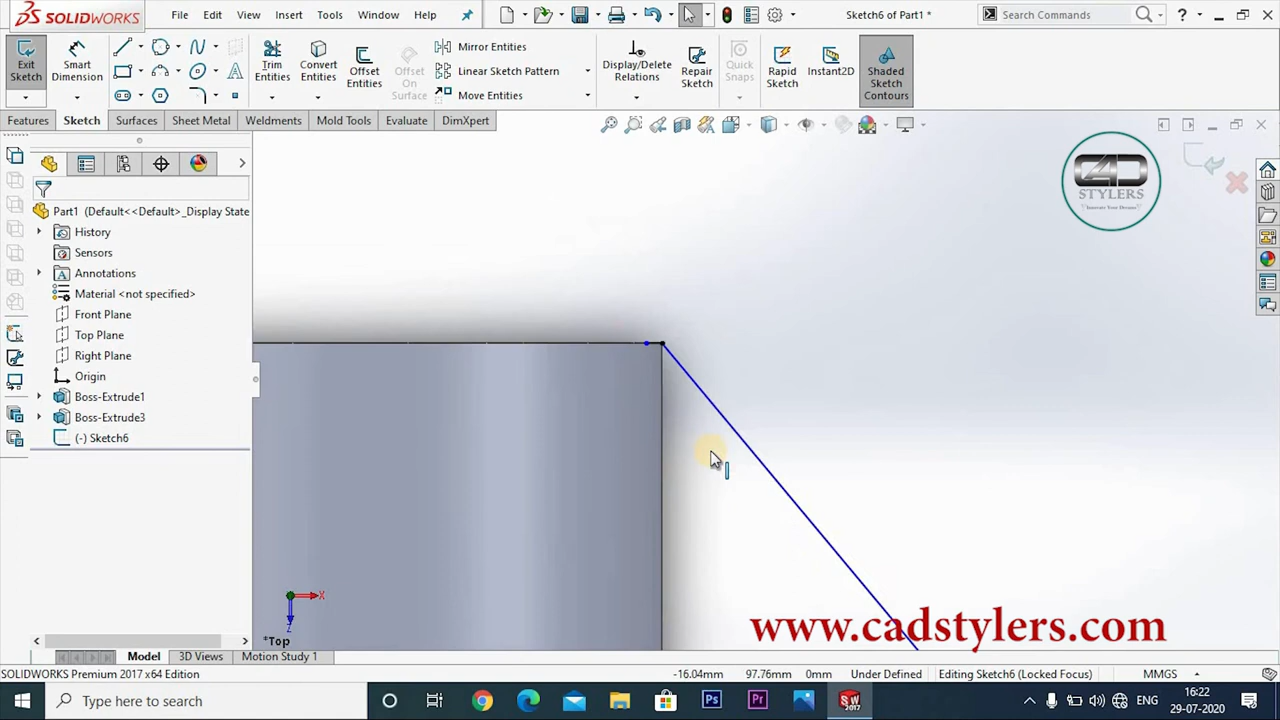 SOLIDWORKS
File Edit View Insert Tools Window Help
Sketch6 of Part1 *
Search Commands
Exit Sketch
Smart Dimension
Trim Entities
Convert Entities
Offset Entities
Offset On Surface
Mirror Entities
Linear Sketch Pattern
Move Entities
Display/Delete Relations
Repair Sketch
Quick Snaps
Rapid Sketch
Instant2D
Shaded Sketch Contours
Features Sketch Surfaces Sheet Metal Weldments Mold Tools Evaluate DimXpert
CAD
STYLERS
Part1 (Default<<Default>_Display State
History
Sensors
Annotations
Material <not specified>
Front Plane
Top Plane
Right Plane
Origin
Boss-Extrude1
Boss-Extrude3
(-) Sketch6
X
Z
*Top
www.cadstylers.com
Model 3D Views Motion Study 1
SOLIDWORKS Premium 2017 x64 Edition
-16.04mm 97.76mm 0mm Under Defined Editing Sketch6 (Locked Focus) MMGS
Type here to search
Ps
Pr
SW
2017
ENG
16:22
29-07-2020